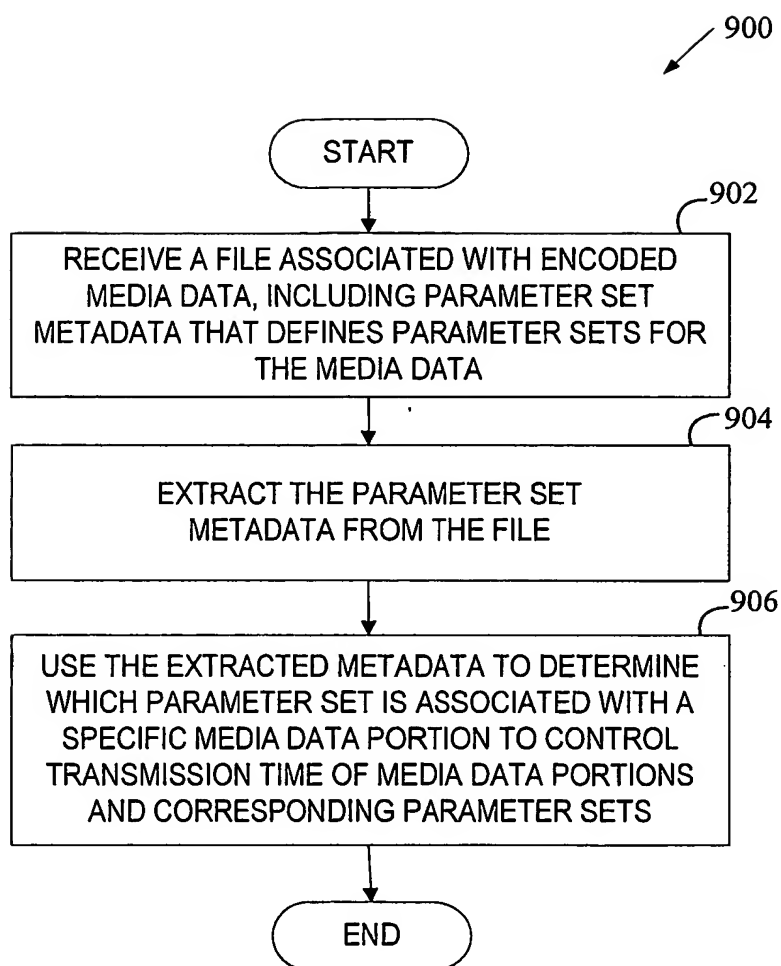 900
START
902
RECEIVE A FILE ASSOCIATED WITH ENCODED
MEDIA DATA, INCLUDING PARAMETER SET
METADATA THAT DEFINES PARAMETER SETS FOR
THE MEDIA DATA
904
EXTRACT THE PARAMETER SET
METADATA FROM THE FILE
906
USE THE EXTRACTED METADATA TO DETERMINE
WHICH PARAMETER SET IS ASSOCIATED WITH A
SPECIFIC MEDIA DATA PORTION TO CONTROL
TRANSMISSION TIME OF MEDIA DATA PORTIONS
AND CORRESPONDING PARAMETER SETS
END